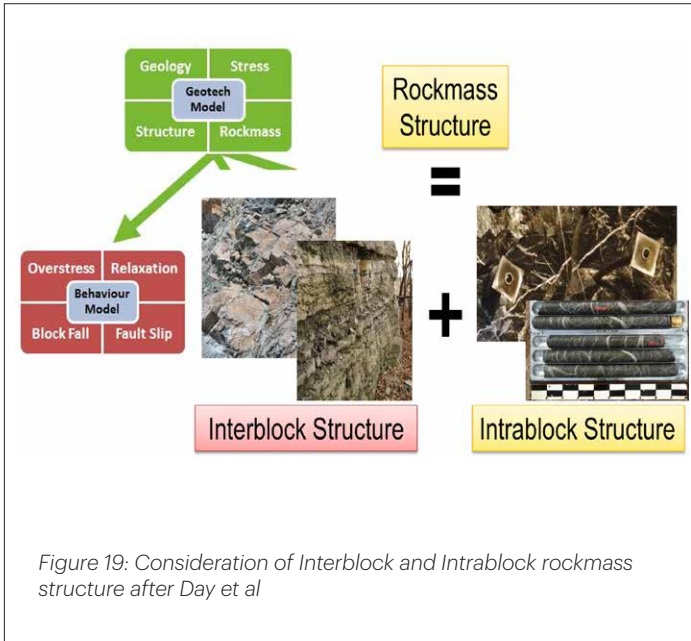 Geology Stress
Geotech
Model
Structure Rockmass
Rockmass
Structure
=
Overstress Relaxation
Behaviour
Model
Block Fall Fault Slip
+
Interblock Structure
Intrablock Structure
Figure 19: Consideration of Interblock and Intrablock rockmass
structure after Day et al